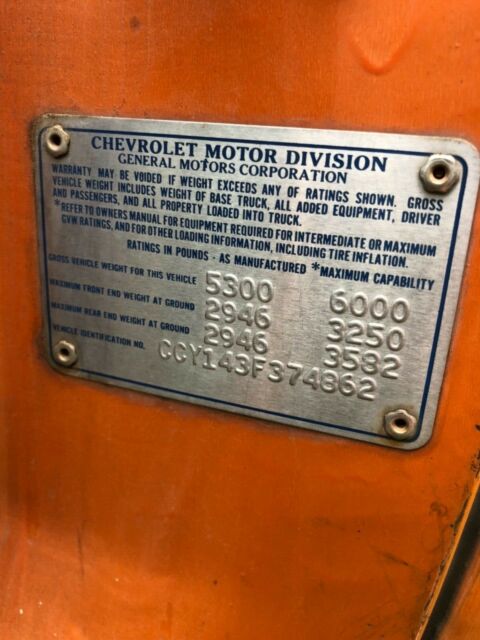 CHEVROLET MOTOR DIVISION
GENERAL MOTORS CORPORATION
WARRANTY MAY BE VOIDED IF WEIGHT EXCEEDS ANY OF RATINGS SHOWN. GROSS
VEHICLE WEIGHT INCLUDES WEIGHT OF BASE TRUCK, ALL ADDED EQUIPMENT, DRIVER
AND PASSENGERS, AND ALL PROPERTY LOADED INTO TRUCK.
*REFER TO OWNERS MANUAL FOR EQUIPMENT REQUIRED FOR INTERMEDIATE OR MAXIMUM
GVW RATINGS, AND FOR OTHER LOADING INFORMATION, INCLUDING TIRE INFLATION.
RATINGS IN POUNDS - AS MANUFACTURED *MAXIMUM CAPABILITY
GROSS VEHICLE WEIGHT FOR THIS VEHICLE 5300 6000
MAXIMUM FRONT END WEIGHT AT GROUND 2946 3250
MAXIMUM REAR END WEIGHT AT GROUND 2946 3582
VEHICLE IDENTIFICATION NO. CCY143F374862